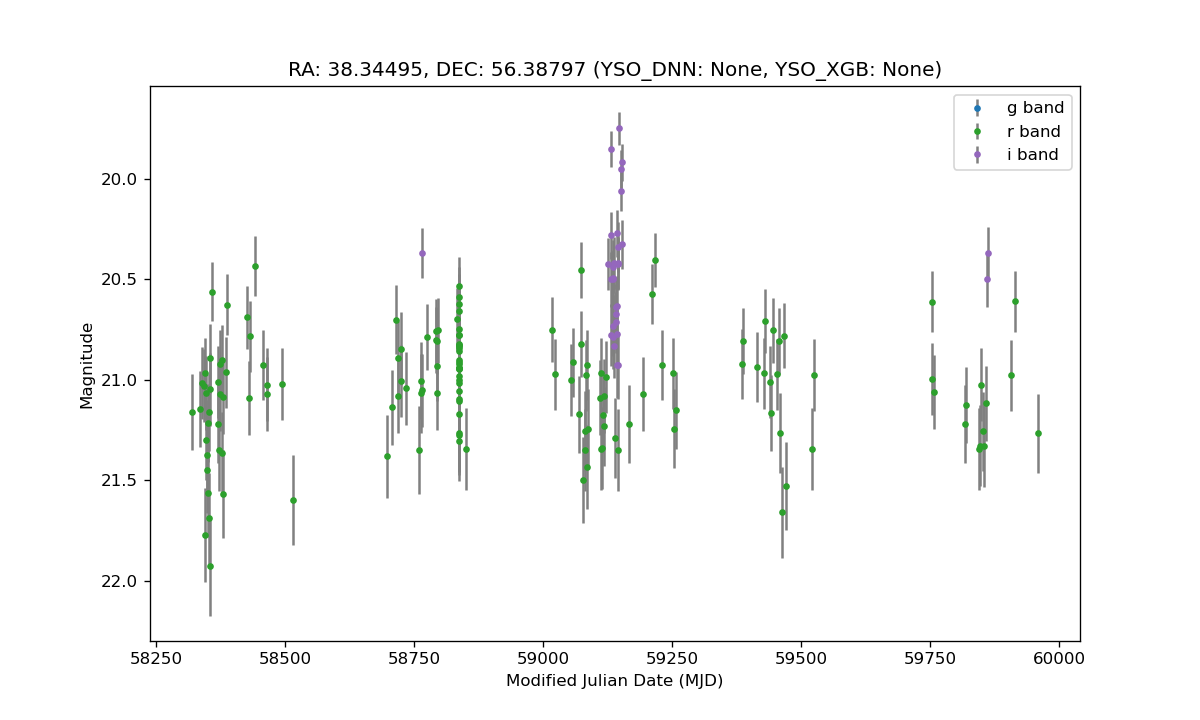 RA: 38.34495, DEC: 56.38797 (YSO_DNN: None, YSO_XGB: None)
g band
r band
i band
20.0
20.5
21.0
21.5
22.0
Magnitude
58250 58500 58750 59000 59250 59500 59750 60000
Modified Julian Date (MJD)